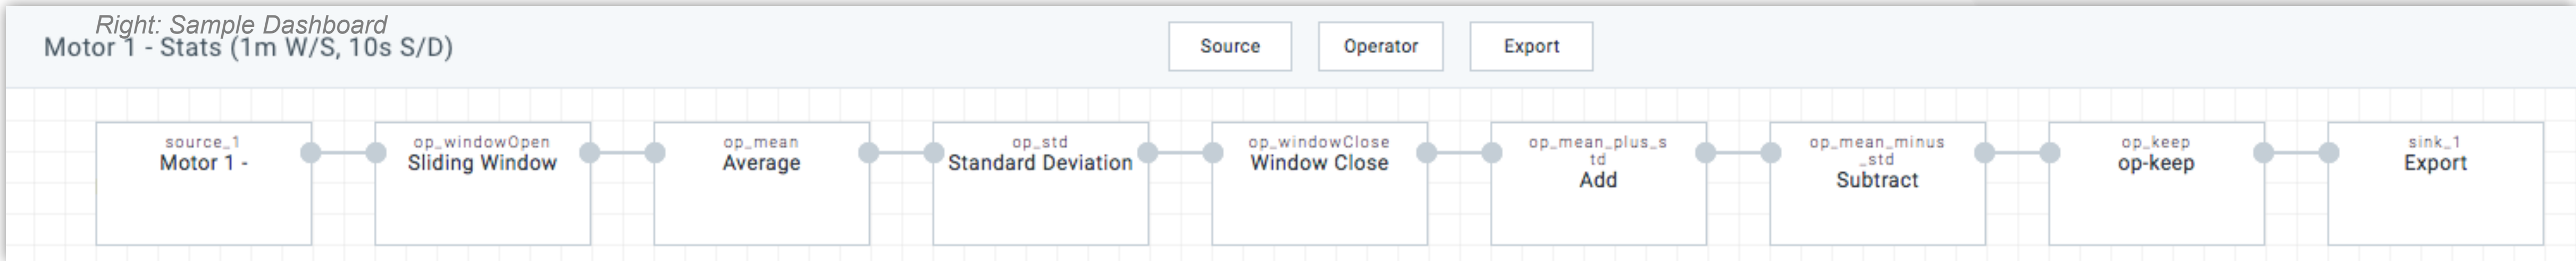 Right: Sample Dashboard
Motor 1 - Stats (1m W/S, 10s S/D)
Source
Operator
Export
source_1
Motor 1 -
op_windowOpen
Sliding Window
op_mean
Average
op_std
Standard Deviation
op_windowClose
Window Close
op_mean_plus_s
td
Add
op_mean_minus
_std
Subtract
op_keep
op-keep
sink_1
Export